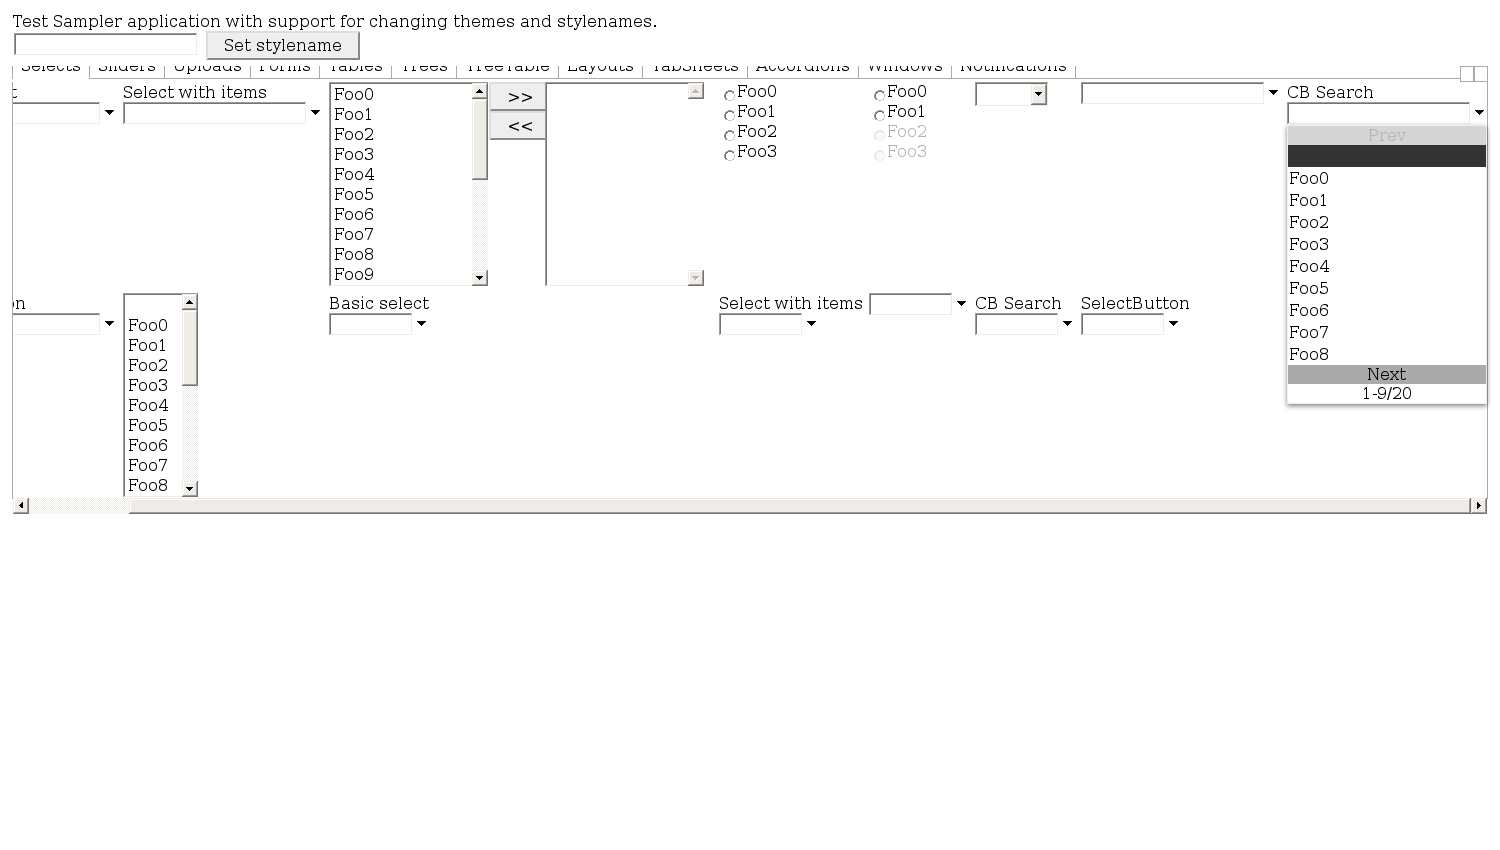 Test Sampler application with support for changing themes and stylenames.
Set stylename
Selects Sliders Uploads Forms Tables Trees TreeTable Layouts TabSheets Accordions Windows Notifications
t
Select with items
Foo0
Foo1
Foo2
Foo3
Foo4
Foo5
Foo6
Foo7
Foo8
Foo9
>>
<<
Foo0
Foo1
Foo2
Foo3
Foo0
Foo1
Foo2
Foo3
CB Search
Prev
Foo0
Foo1
Foo2
Foo3
Foo4
Foo5
Foo6
Foo7
Foo8
Next
1-9/20
on
Foo0
Foo1
Foo2
Foo3
Foo4
Foo5
Foo6
Foo7
Foo8
Basic select
Select with items
CB Search
SelectButton